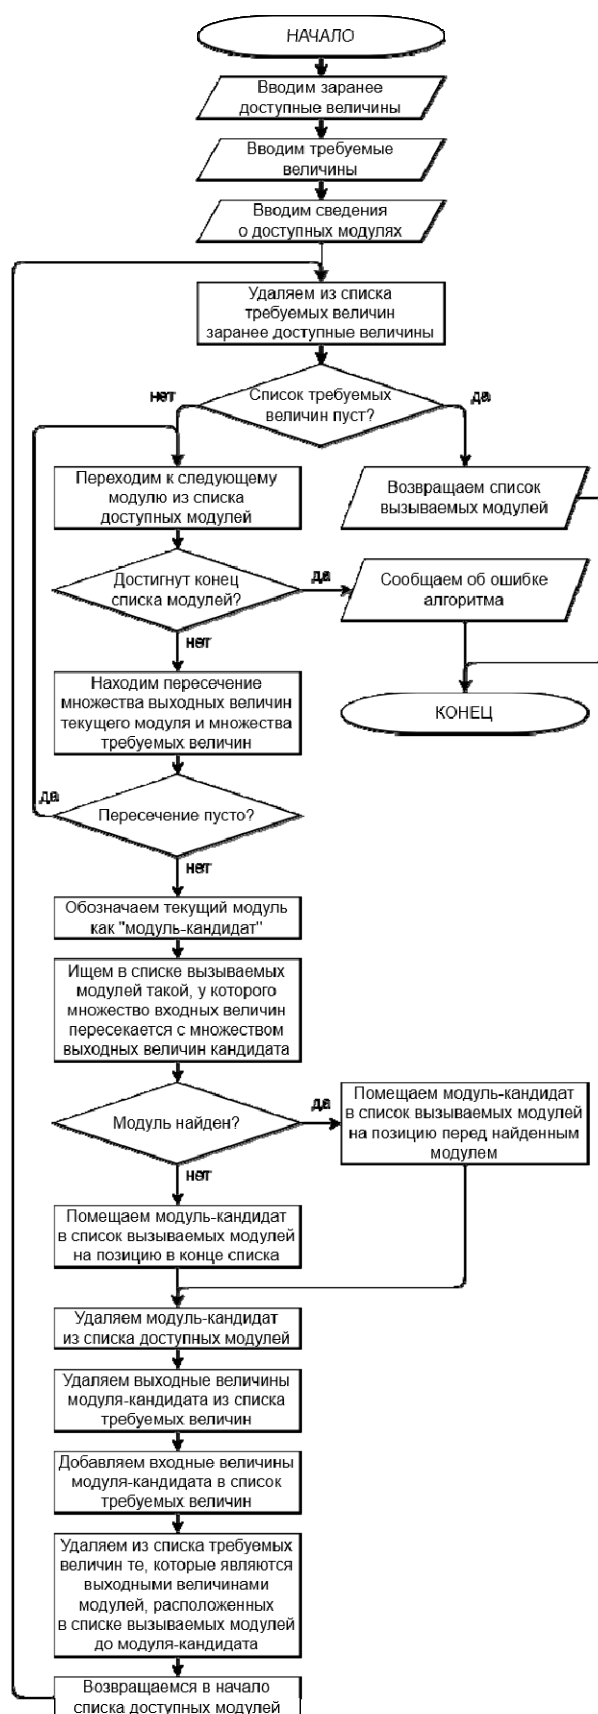 НАЧАЛО
Вводим заранее
доступные величины
Вводим требуемые
величины
Вводим сведения
о доступных модулях
Удаляем из списка
требуемых величин
заранее доступные величины
нет
Список требуемых
величин пуст?
да
Переходим к следующему
модулю из списка
доступных модулей
Возвращаем список
вызываемых модулей
Достигнут конец
списка модулей?
да
Сообщаем об ошибке
алгоритма
нет
Находим пересечение
множества выходных величин
текущего модуля и множества
требуемых величин
КОНЕЦ
да
Пересечение пусто?
нет
Обозначаем текущий модуль
как "модуль-кандидат"
Ищем в списке вызываемых
модулей такой, у которого
множество входных величин
пересекается с множеством
выходных величин кандидата
Модуль найден?
да
Помещаем модуль-кандидат
в список вызываемых модулей
на позицию перед найденным
модулем
нет
Помещаем модуль-кандидат
в список вызываемых модулей
на позицию в конце списка
Удаляем модуль-кандидат
из списка доступных модулей
Удаляем выходные величины
модуля-кандидата из списка
требуемых величин
Добавляем входные величины
модуля-кандидата в список
требуемых величин
Удаляем из списка требуемых
величин те, которые являются
выходными величинами
модулей, расположенных
в списке вызываемых модулей
до модуля-кандидата
Возвращаемся в начало
списка доступных модулей